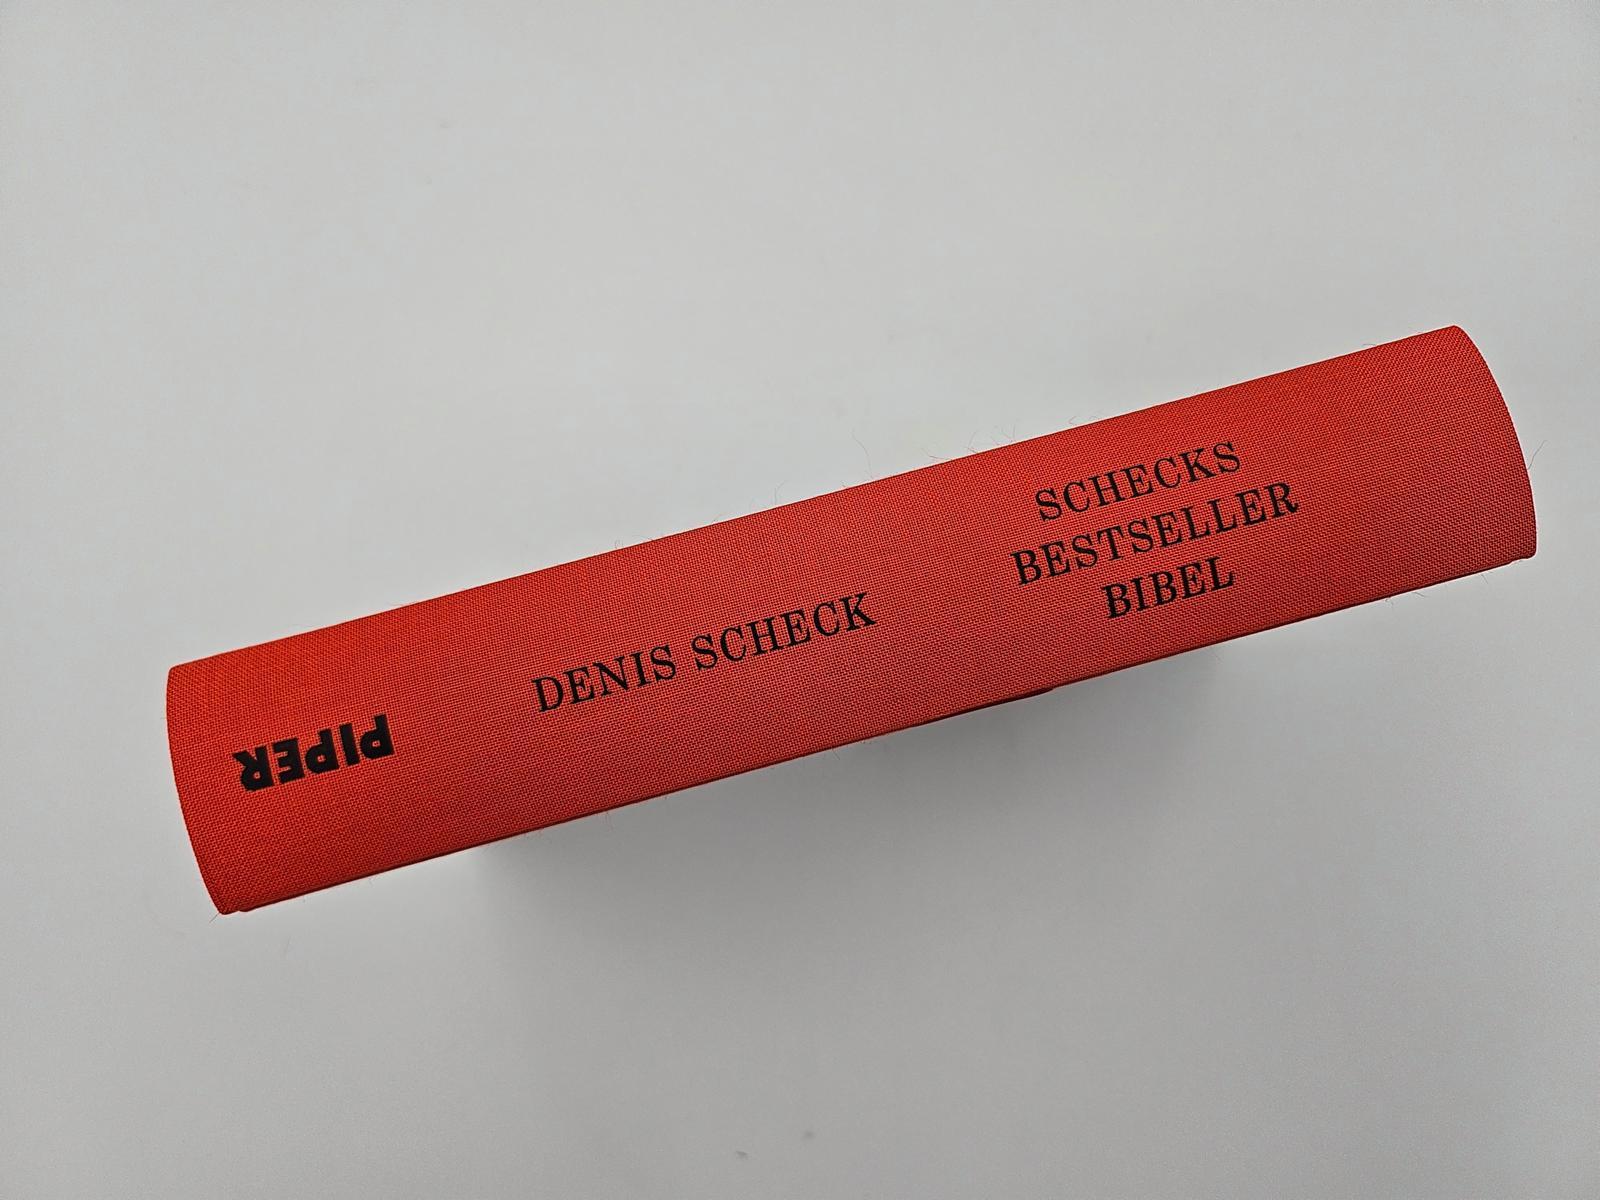 DENIS SCHECK
SCHECKS
BESTSELLER
BIBEL
PIPER